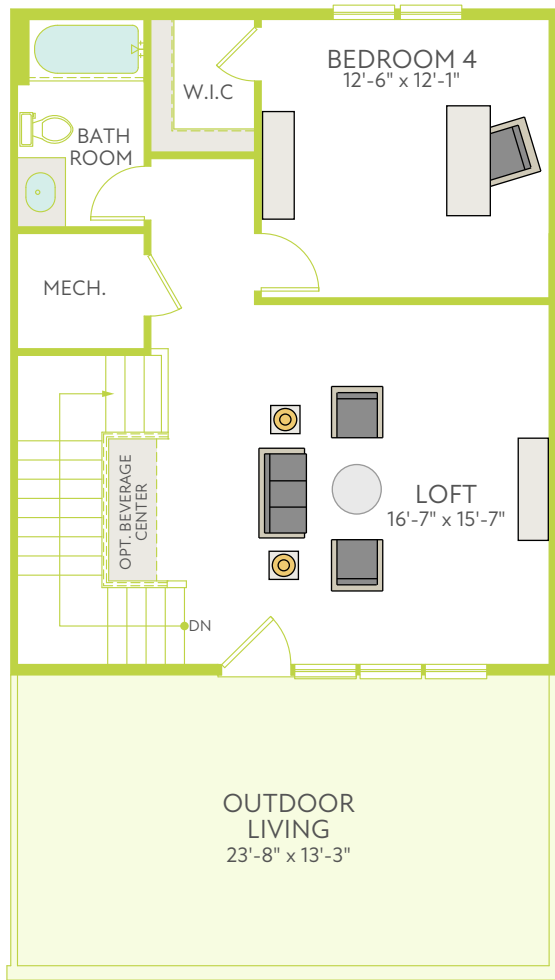 BEDROOM 4
12'-6" x 12'-1"
W.I.C
BATH
ROOM
MECH.
OPT. BEVERAGE
CENTER
LOFT
16'-7" x 15'-7"
DN
OUTDOOR
LIVING
23'-8" x 13'-3"